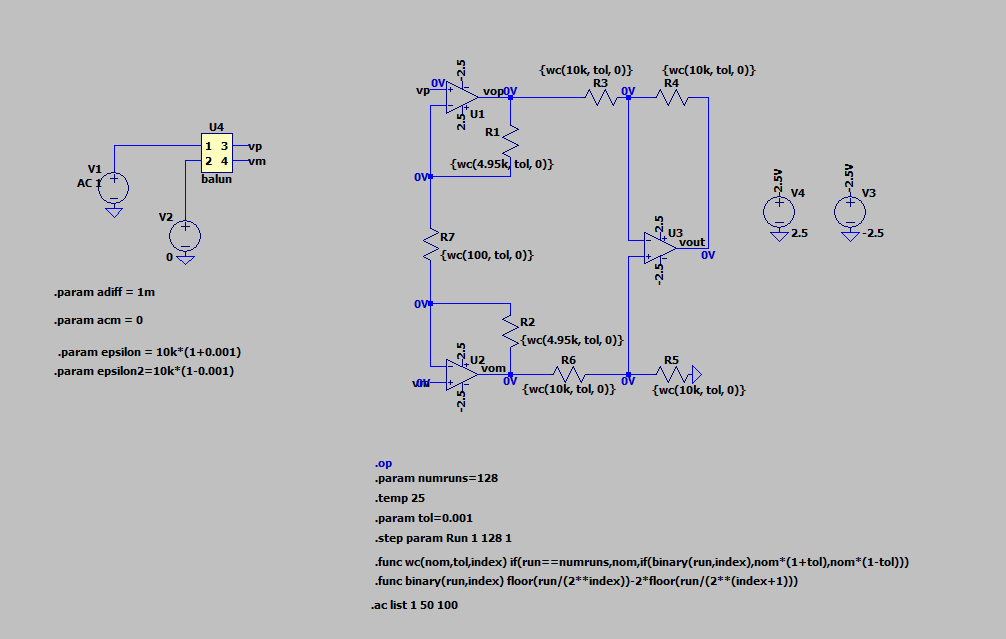 {wc(10k, tol, 0)}
{wc(10k, tol, 0)}
R3
R4
-2.5
0V
vp
vop
0V
0V
U1
2.5
R1
{wc(4.95k, tol, 0)}
0V
U4
1 3
2 4
vp
vm
balun
V1
AC 1
V2
0
2.5V
V4
2.5
-2.5V
V3
-2.5
2.5
U3
vout
0V
-2.5
R7
{wc(100, tol, 0)}
0V
R2
{wc(4.95k, tol, 0)}
2.5
U2
vom
0V
vm
0V
-2.5
R6
{wc(10k, tol, 0)}
0V
R5
{wc(10k, tol, 0)}
.param adiff = 1m
.param acm = 0
.param epsilon = 10k*(1+0.001)
.param epsilon2=10k*(1-0.001)
.op
.param numruns=128
.temp 25
.param tol=0.001
.step param Run 1 128 1
.func wc(nom,tol,index) if(run==numruns,nom,if(binary(run,index),nom*(1+tol),nom*(1-tol)))
.func binary(run,index) floor(run/(2**index))-2*floor(run/(2**(index+1)))
.ac list 1 50 100